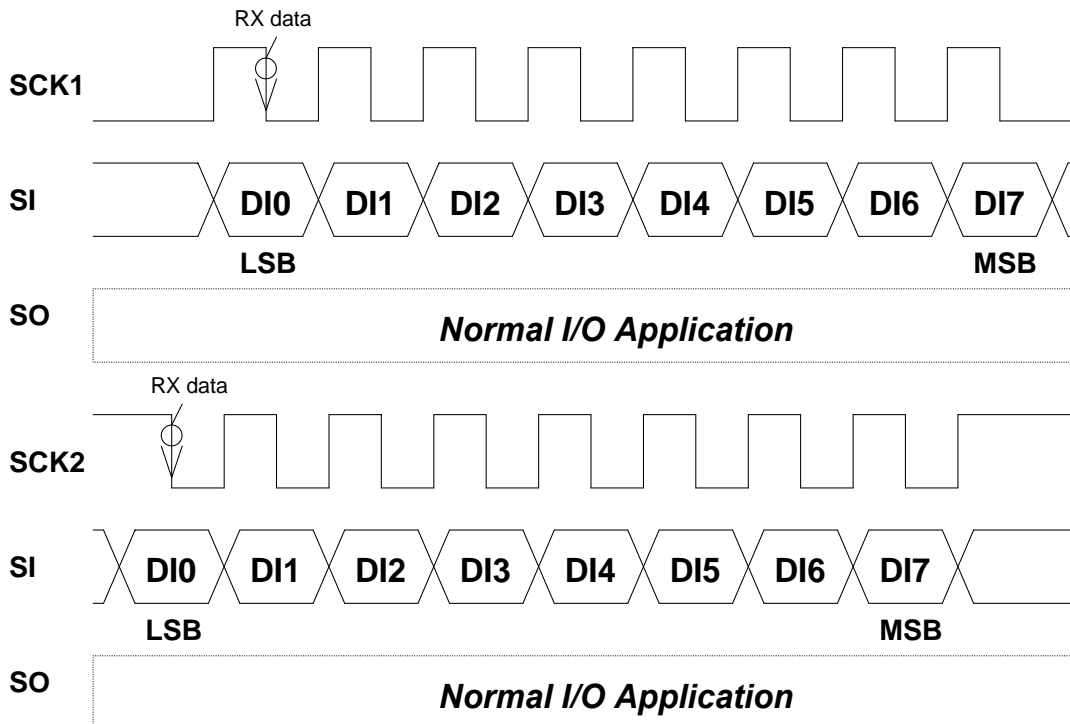 RX data
SCK1
SI DI0 DI1 DI2 DI3 DI4 DI5 DI6 DI7
LSB MSB
SO Normal I/O Application
RX data
SCK2
SI DI0 DI1 DI2 DI3 DI4 DI5 DI6 DI7
LSB MSB
SO Normal I/O Application